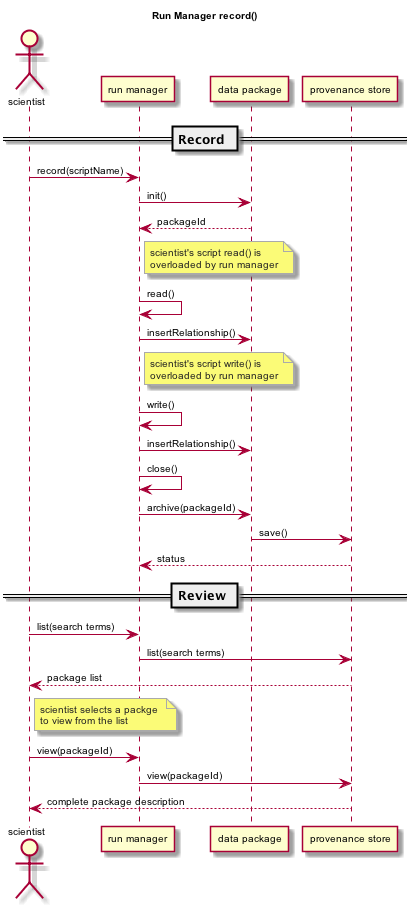 Run Manager record()
scientist
run manager
data package
provenance store
Record
record(scriptName)
init()
packageId
scientist's script read() is
overloaded by run manager
read()
insertRelationship()
scientist's script write() is
overloaded by run manager
write()
insertRelationship()
close()
archive(packageId)
save()
status
Review
list(search terms)
list(search terms)
package list
scientist selects a packge
to view from the list
view(packageId)
view(packageId)
complete package description
scientist
run manager
data package
provenance store